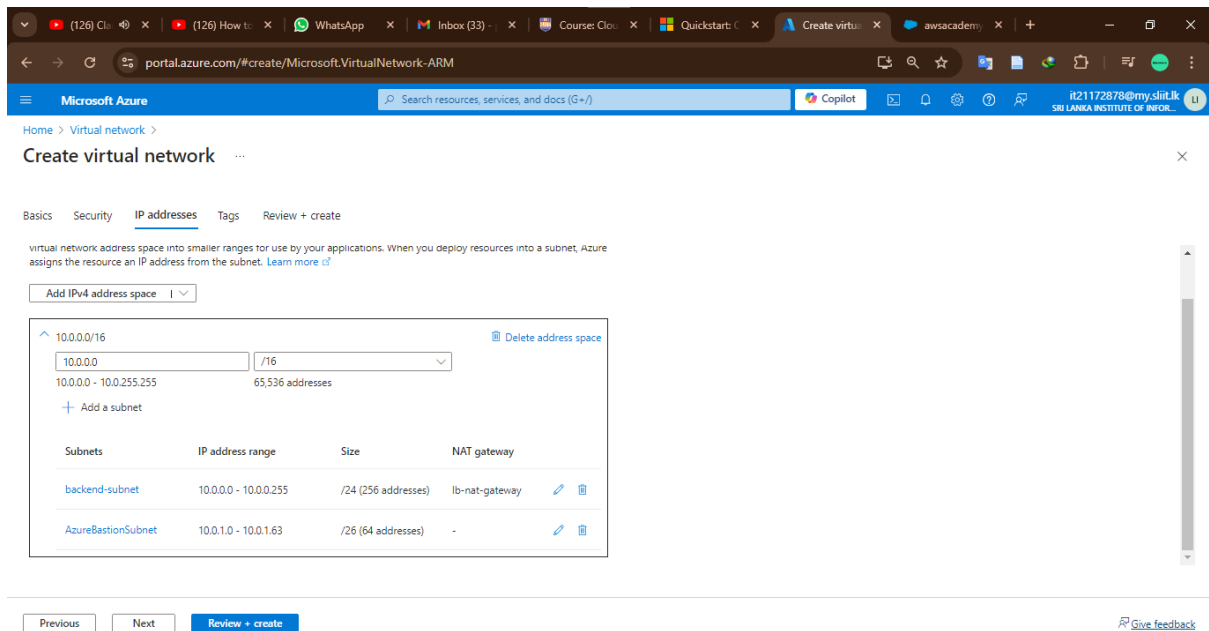 (126) Cla
(126) How to
WhatsApp
Inbox (33) -
Course: Clou
Quickstart: C
Create virtua
awsacademy
portal.azure.com/#create/Microsoft.VirtualNetwork-ARM
Microsoft Azure
Search resources, services, and docs (G+/)
Copilot
it21172878@my.sliit.lk
SRI LANKA INSTITUTE OF INFOR...
LI
Home > Virtual network >
Create virtual network ...
Basics Security IP addresses Tags Review + create
virtual network address space into smaller ranges for use by your applications. When you deploy resources into a subnet, Azure
assigns the resource an IP address from the subnet. Learn more
Add IPv4 address space
10.0.0.0/16
Delete address space
10.0.0.0
/16
10.0.0.0 - 10.0.255.255
65,536 addresses
+ Add a subnet
Subnets IP address range Size NAT gateway
backend-subnet 10.0.0.0 - 10.0.0.255 /24 (256 addresses) lb-nat-gateway
AzureBastionSubnet 10.0.1.0 - 10.0.1.63 /26 (64 addresses) -
Previous
Next
Review + create
Give feedback